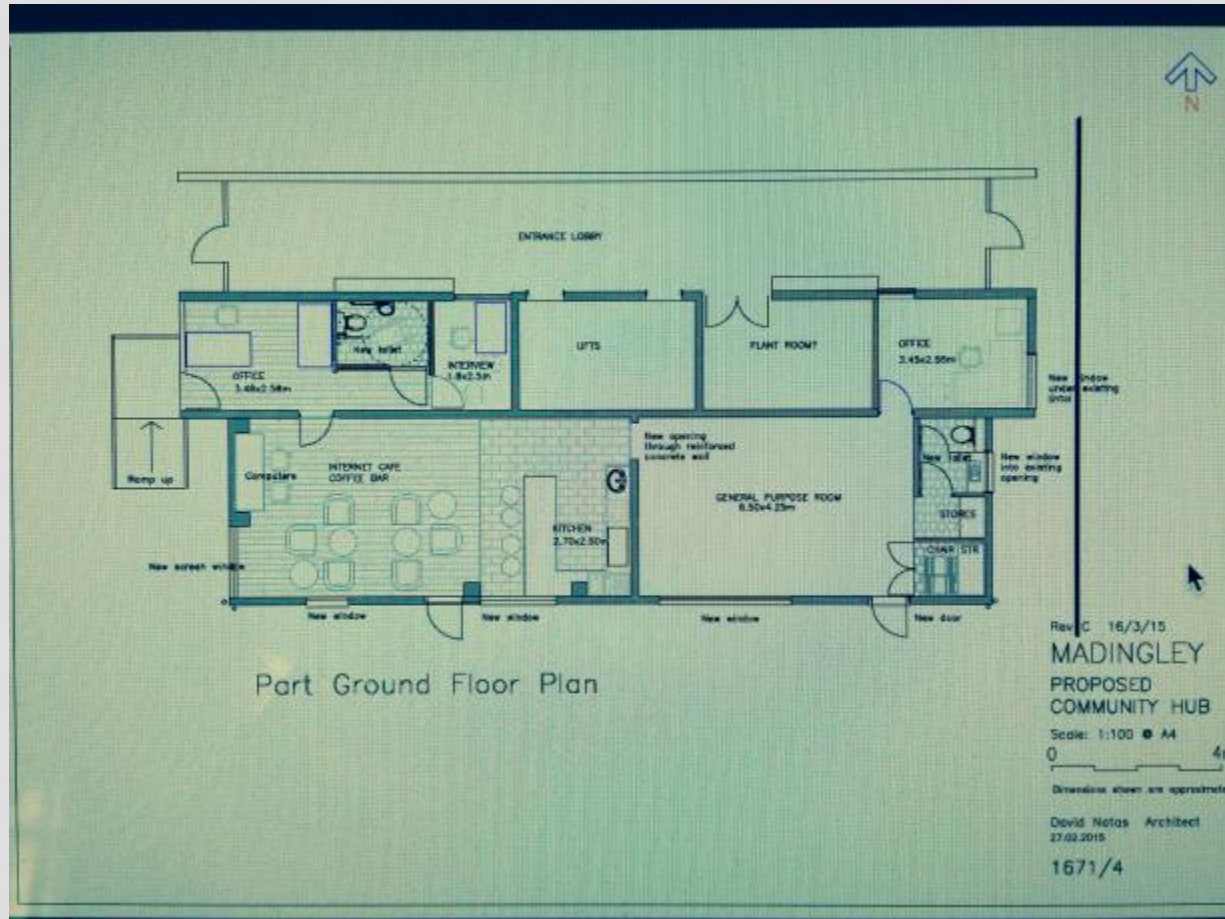 N
ENTRANCE LOBBY
OFFICE
3.48x2.58m
New toilet
INTERVIEW
1.8x2.5m
LIFTS
PLANT ROOM?
OFFICE
3.45x2.55m
New window
under existing
lintol
Ramp up
Computers
INTERNET CAFE
COFFEE BAR
KITCHEN
2.70x2.50m
New opening
through reinforced
concrete wall
GENERAL PURPOSE ROOM
6.50x4.25m
New toilet
New window
into existing
opening
STORES
CHAIR STR
New screen window
New window
New window
New window
New door
Part Ground Floor Plan
Rev C 16/3/15
MADINGLEY
PROPOSED
COMMUNITY HUB
Scale: 1:100 @ A4
0 4m
Dimensions shown are approximate
David Notas Architect
27.02.2015
1671/4